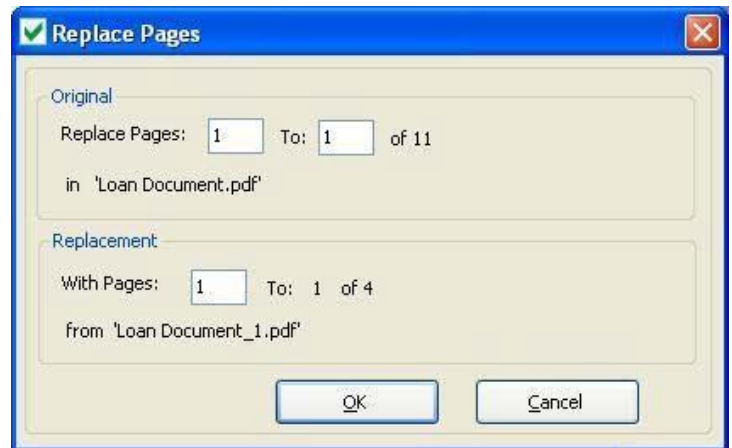 Replace Pages
Original
Replace Pages: 1 To: 1 of 11
in 'Loan Document.pdf'
Replacement
With Pages: 1 To: 1 of 4
from 'Loan Document_1.pdf'
OK Cancel